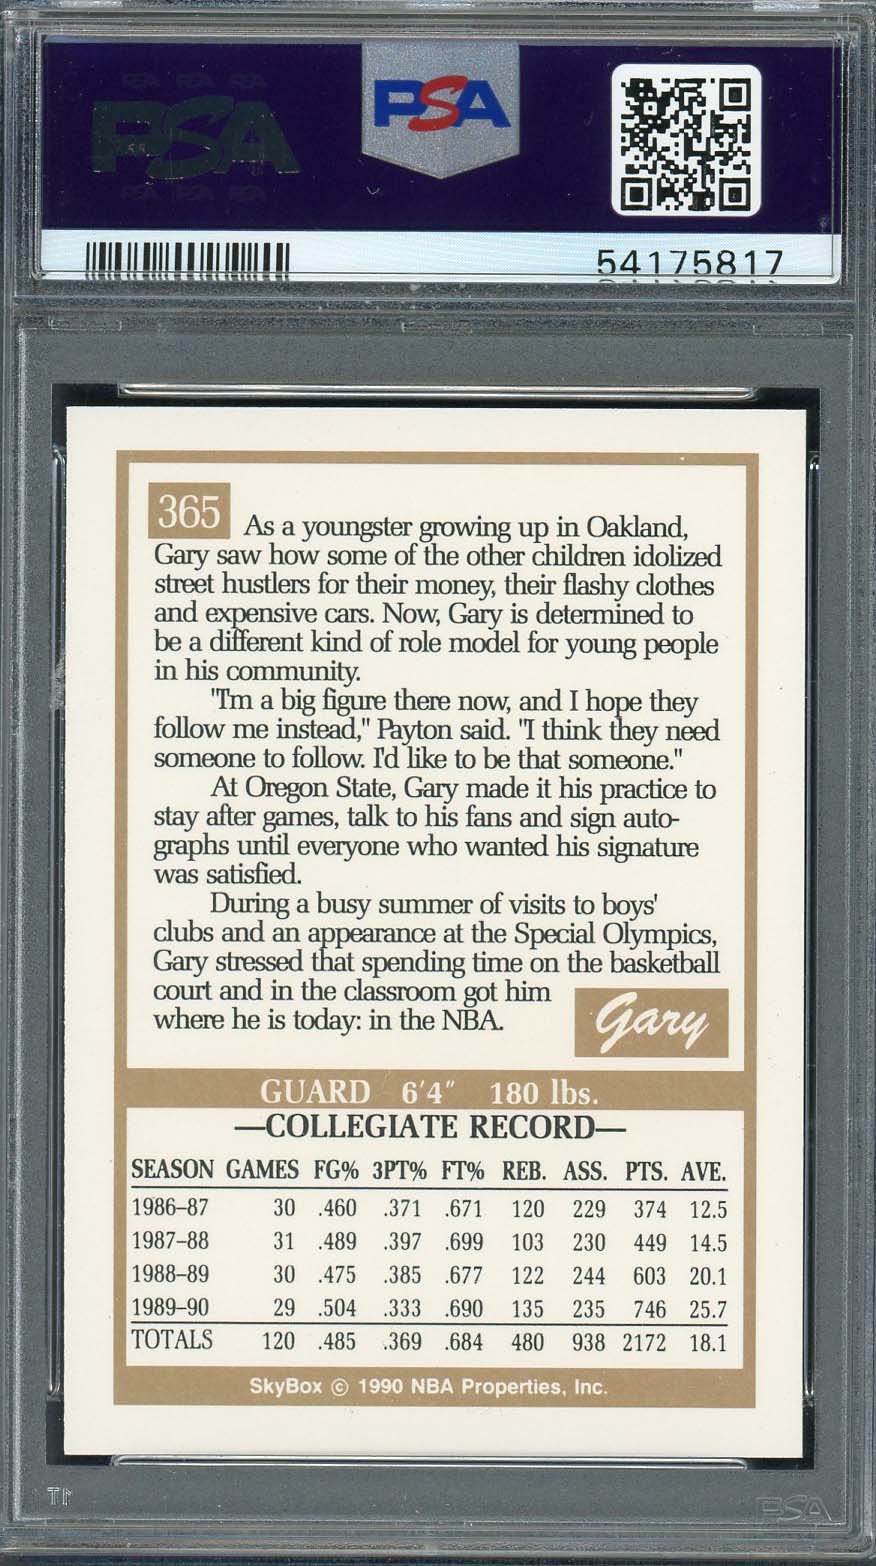 PSA
PSA
54175817
365
As a youngster growing up in Oakland,
Gary saw how some of the other children idolized
street hustlers for their money, their flashy clothes
and expensive cars. Now, Gary is determined to
be a different kind of role model for young people
in his community.
"I'm a big figure there now, and I hope they
follow me instead," Payton said. "I think they need
someone to follow. I'd like to be that someone."
At Oregon State, Gary made it his practice to
stay after games, talk to his fans and sign auto-
graphs until everyone who wanted his signature
was satisfied.
During a busy summer of visits to boys'
clubs and an appearance at the Special Olympics,
Gary stressed that spending time on the basketball
court and in the classroom got him
where he is today: in the NBA.
Gary
GUARD 6'4" 180 lbs.
—COLLEGIATE RECORD—
SEASON GAMES FG% 3PT% FT% REB. ASS. PTS. AVE.
1986–87 30 .460 .371 .671 120 229 374 12.5
1987–88 31 .489 .397 .699 103 230 449 14.5
1988–89 30 .475 .385 .677 122 244 603 20.1
1989–90 29 .504 .333 .690 135 235 746 25.7
TOTALS 120 .485 .369 .684 480 938 2172 18.1
SkyBox © 1990 NBA Properties, Inc.
PSA